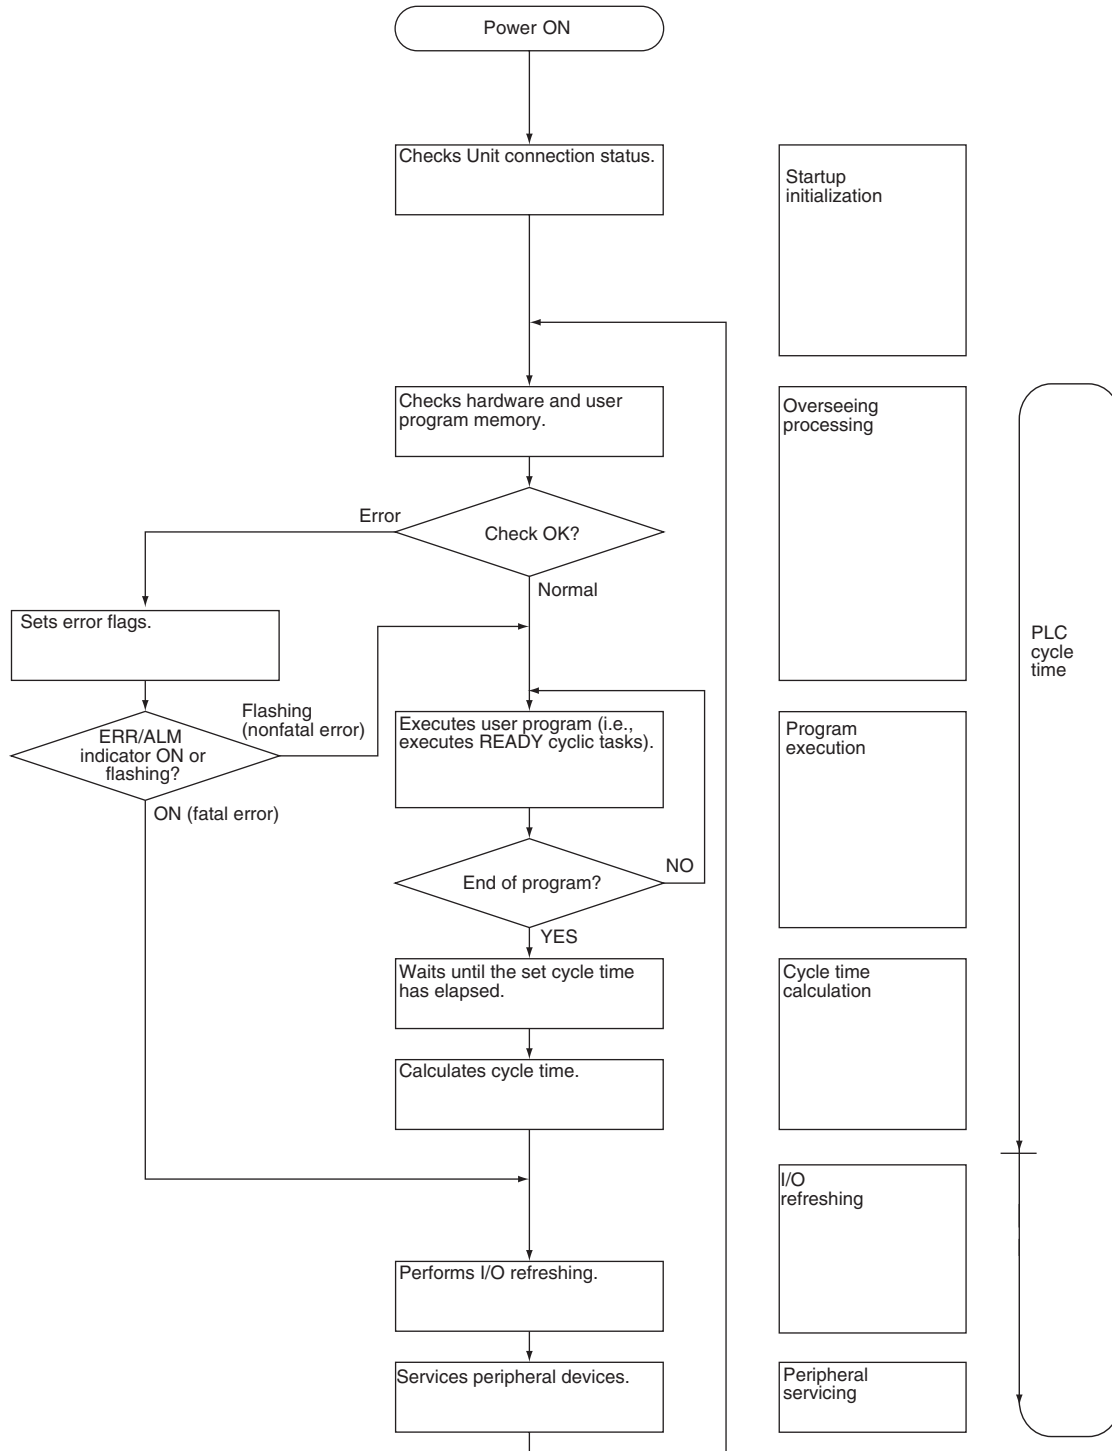 Power ON
Checks Unit connection status.
Startup
initialization
Checks hardware and user
program memory.
Overseeing
processing
Error
Check OK?
Normal
Sets error flags.
PLC
cycle
time
Flashing
(nonfatal error)
ERR/ALM
indicator ON or
flashing?
Executes user program (i.e.,
executes READY cyclic tasks).
Program
execution
ON (fatal error)
NO
End of program?
YES
Waits until the set cycle time
has elapsed.
Cycle time
calculation
Calculates cycle time.
I/O
refreshing
Performs I/O refreshing.
Services peripheral devices.
Peripheral
servicing